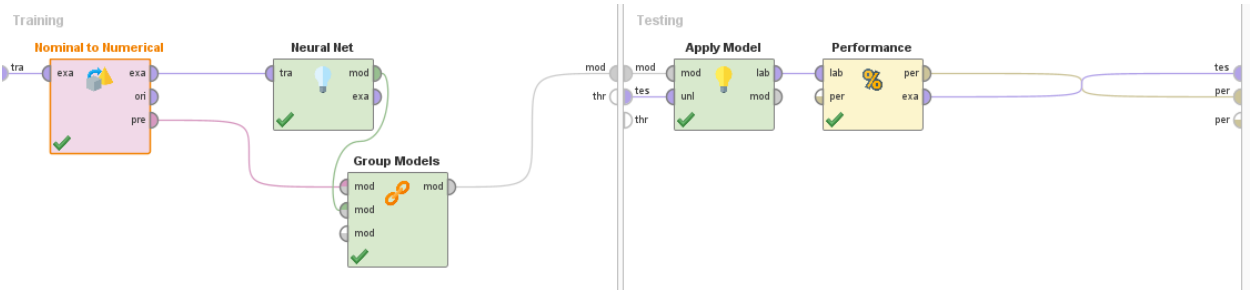 Training
Testing
Nominal to Numerical
Neural Net
Apply Model
Performance
tra
exa
exa
ori
pre
tra
mod
exa
mod
thr
mod
tes
thr
mod
unl
lab
mod
lab
per
per
exa
tes
per
per
Group Models
mod
mod
mod
mod